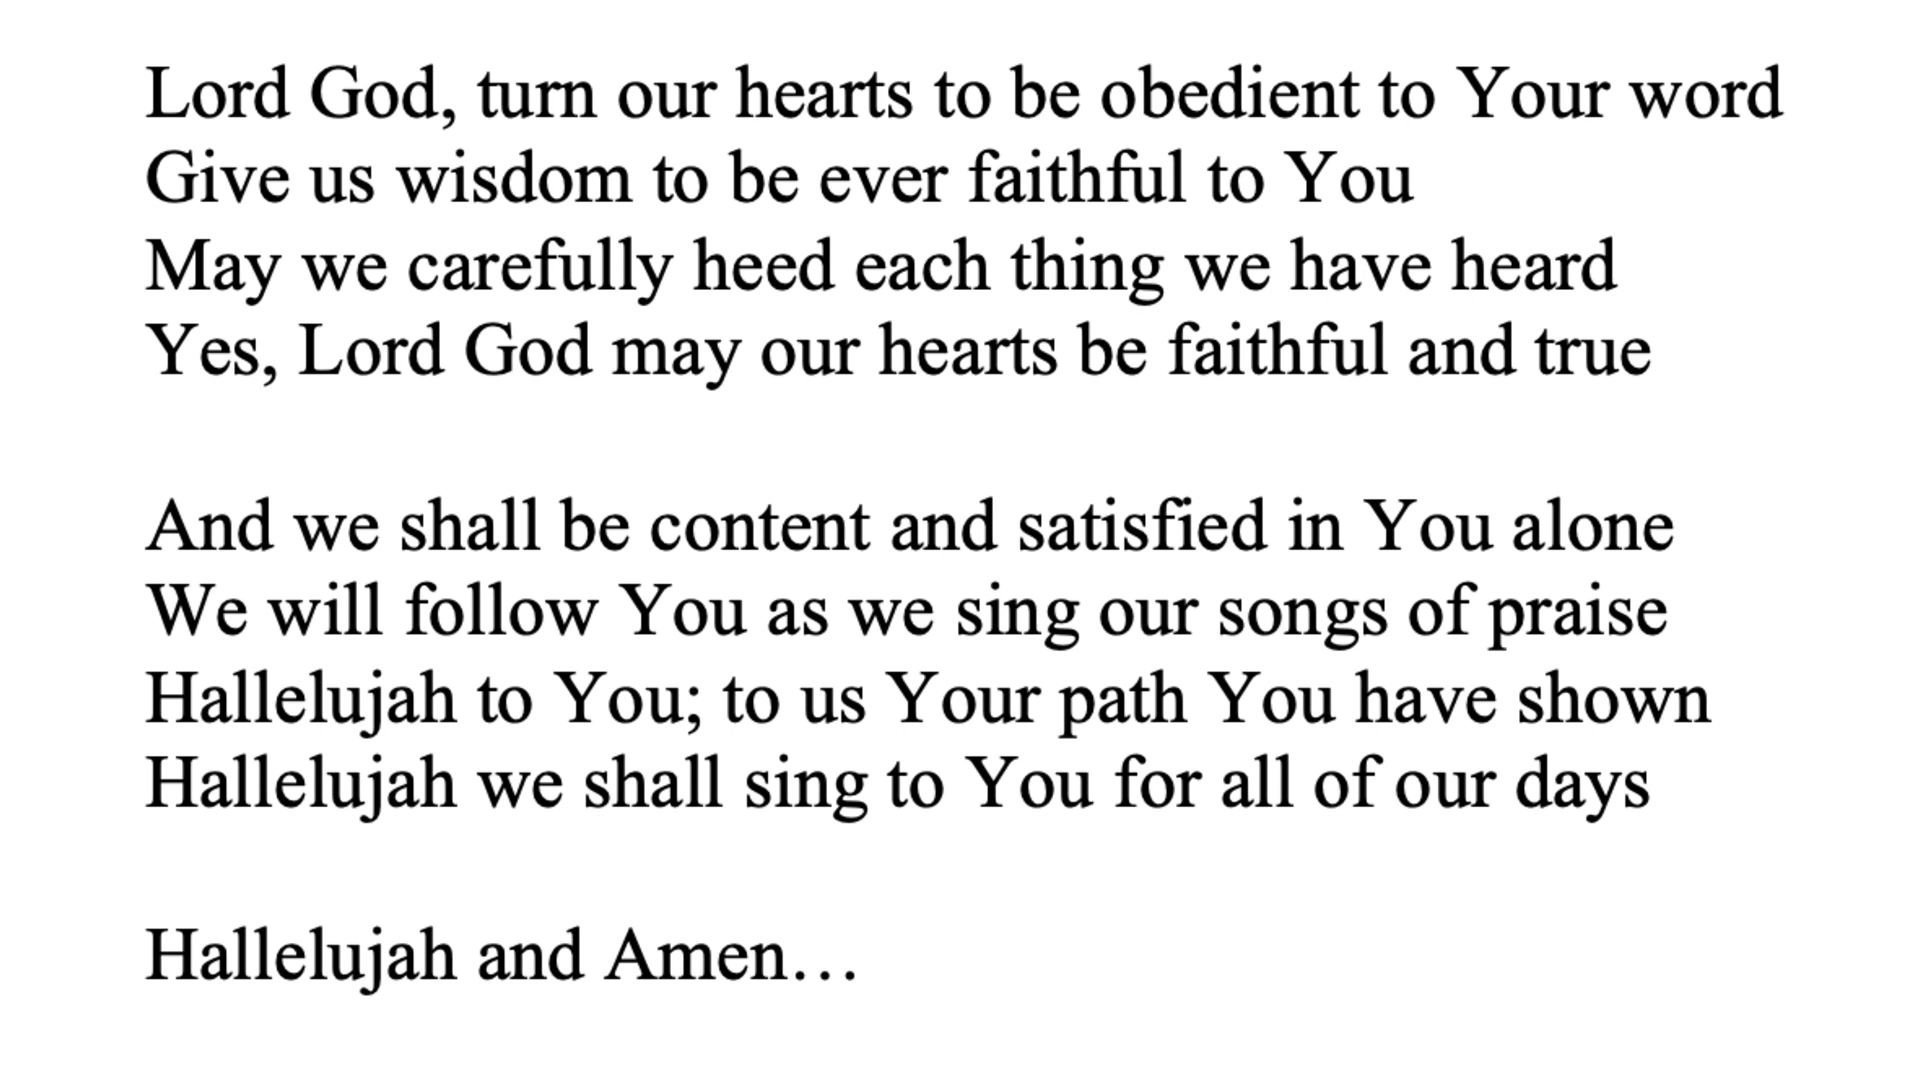 Lord God, turn our hearts to be obedient to Your word
Give us wisdom to be ever faithful to You
May we carefully heed each thing we have heard
Yes, Lord God may our hearts be faithful and true
And we shall be content and satisfied in You alone
We will follow You as we sing our songs of praise
Hallelujah to You; to us Your path You have shown
Hallelujah we shall sing to You for all of our days
Hallelujah and Amen…